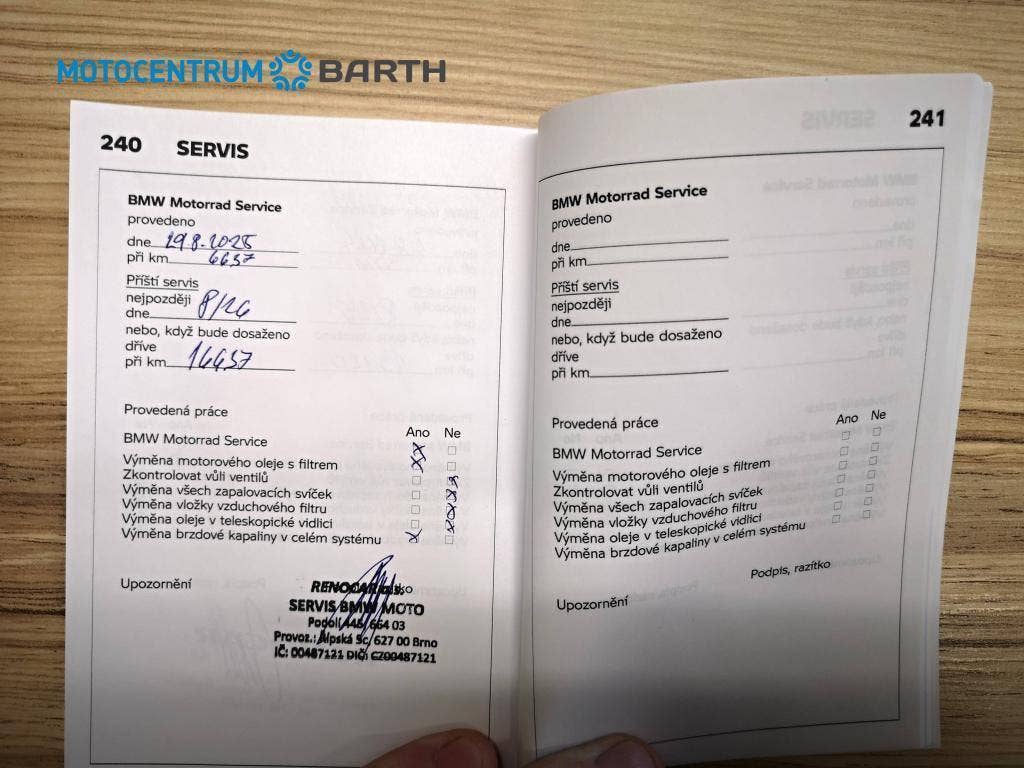 MOTOCENTRUM BARTH
240 SERVIS
BMW Motorrad Service
provedeno
dne 29.8.2025
při km 6657
Příští servis
nejpozději
dne 8/26
nebo, když bude dosaženo
dříve
při km 16657
Provedená práce
Ano Ne
BMW Motorrad Service
Výměna motorového oleje s filtrem
Zkontrolovat vůli ventilů
Výměna všech zapalovacích svíček
Výměna vložky vzduchového filtru
Výměna oleje v teleskopické vidlici
Výměna brzdové kapaliny v celém systému
Upozornění
RENOCAR a.s.
SERVIS BMW MOTO
Podolí 445, 664 03
Provoz.: Alpská 5c, 627 00 Brno
IČ: 00487121 DIČ: CZ00487121
241
BMW Motorrad Service
provedeno
dne
při km
Příští servis
nejpozději
dne
nebo, když bude dosaženo
dříve
při km
Provedená práce
Ano Ne
BMW Motorrad Service
Výměna motorového oleje s filtrem
Zkontrolovat vůli ventilů
Výměna všech zapalovacích svíček
Výměna vložky vzduchového filtru
Výměna oleje v teleskopické vidlici
Výměna brzdové kapaliny v celém systému
Podpis, razítko
Upozornění